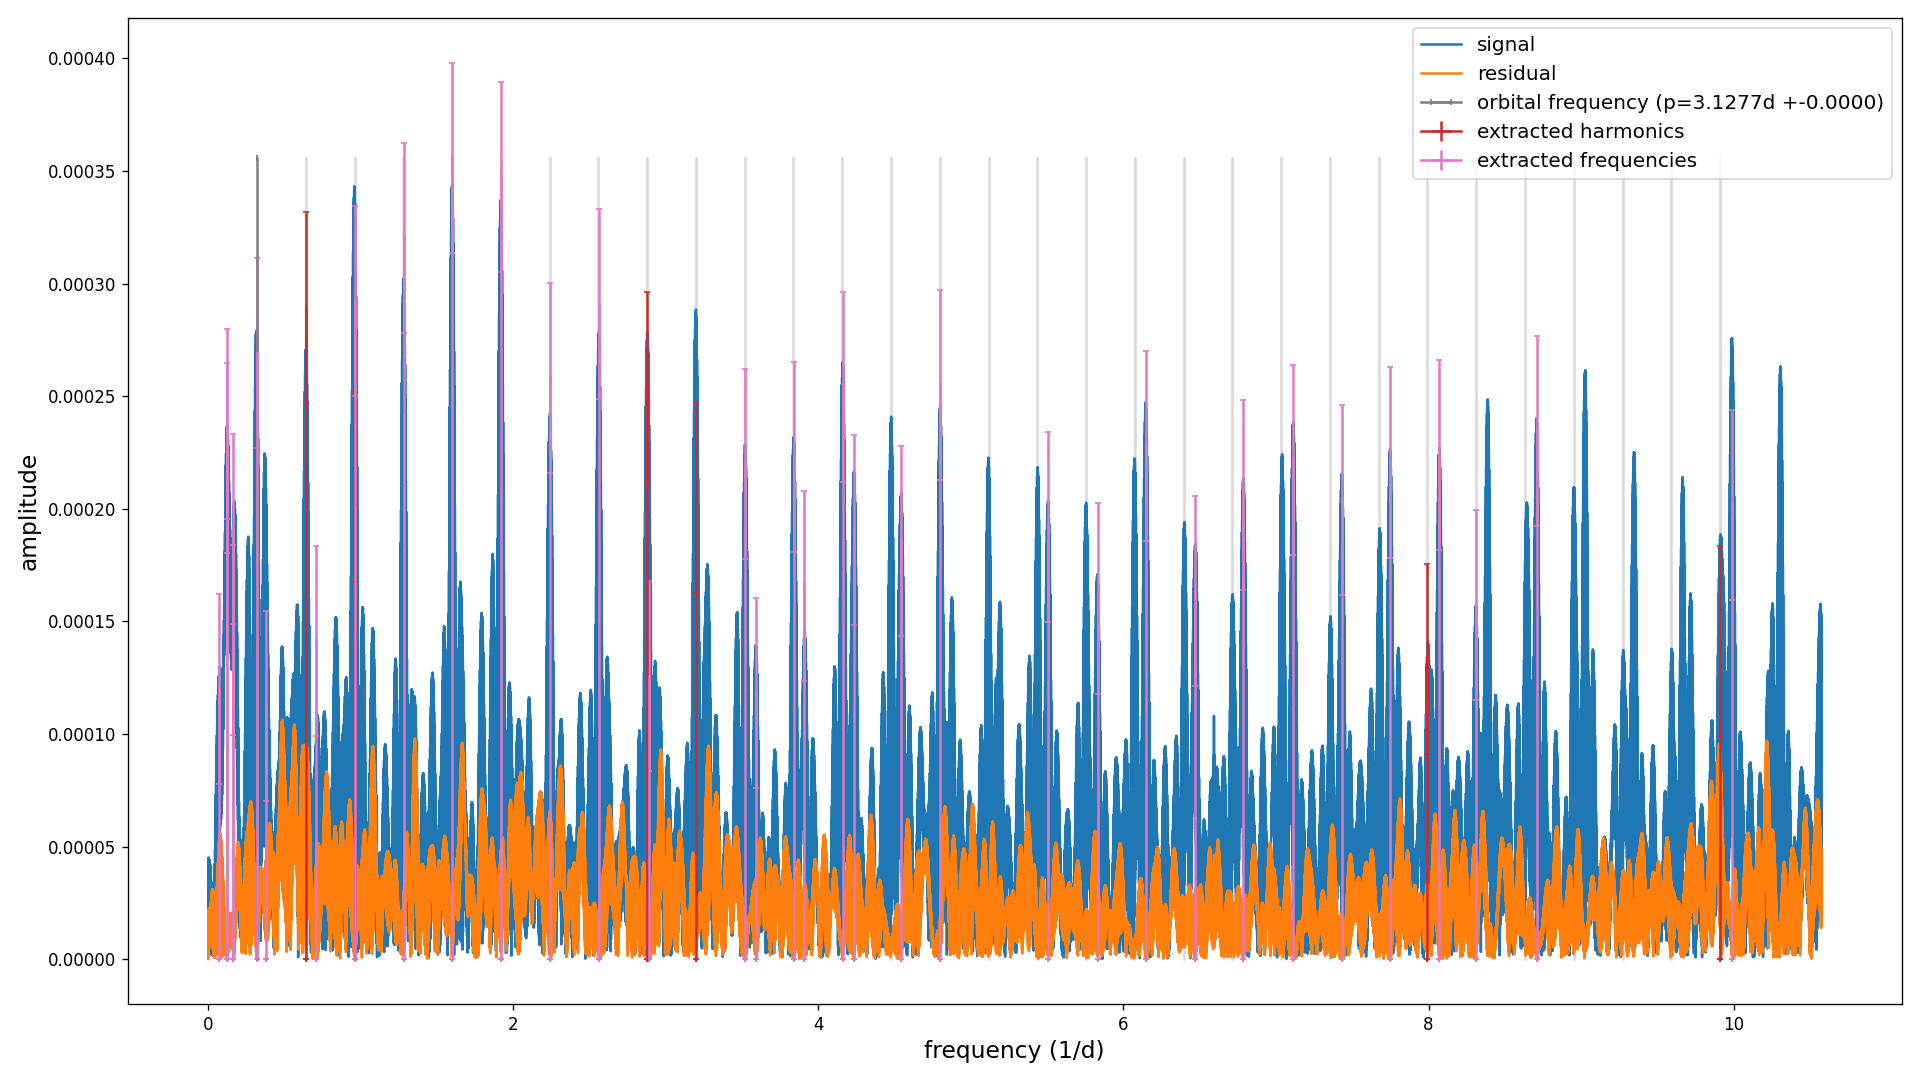 0.00040
0.00035
0.00030
0.00025
0.00020
0.00015
0.00010
0.00005
0.00000
amplitude
0 2 4 6 8 10
frequency (1/d)
signal
residual
orbital frequency (p=3.1277d +-0.0000)
extracted harmonics
extracted frequencies